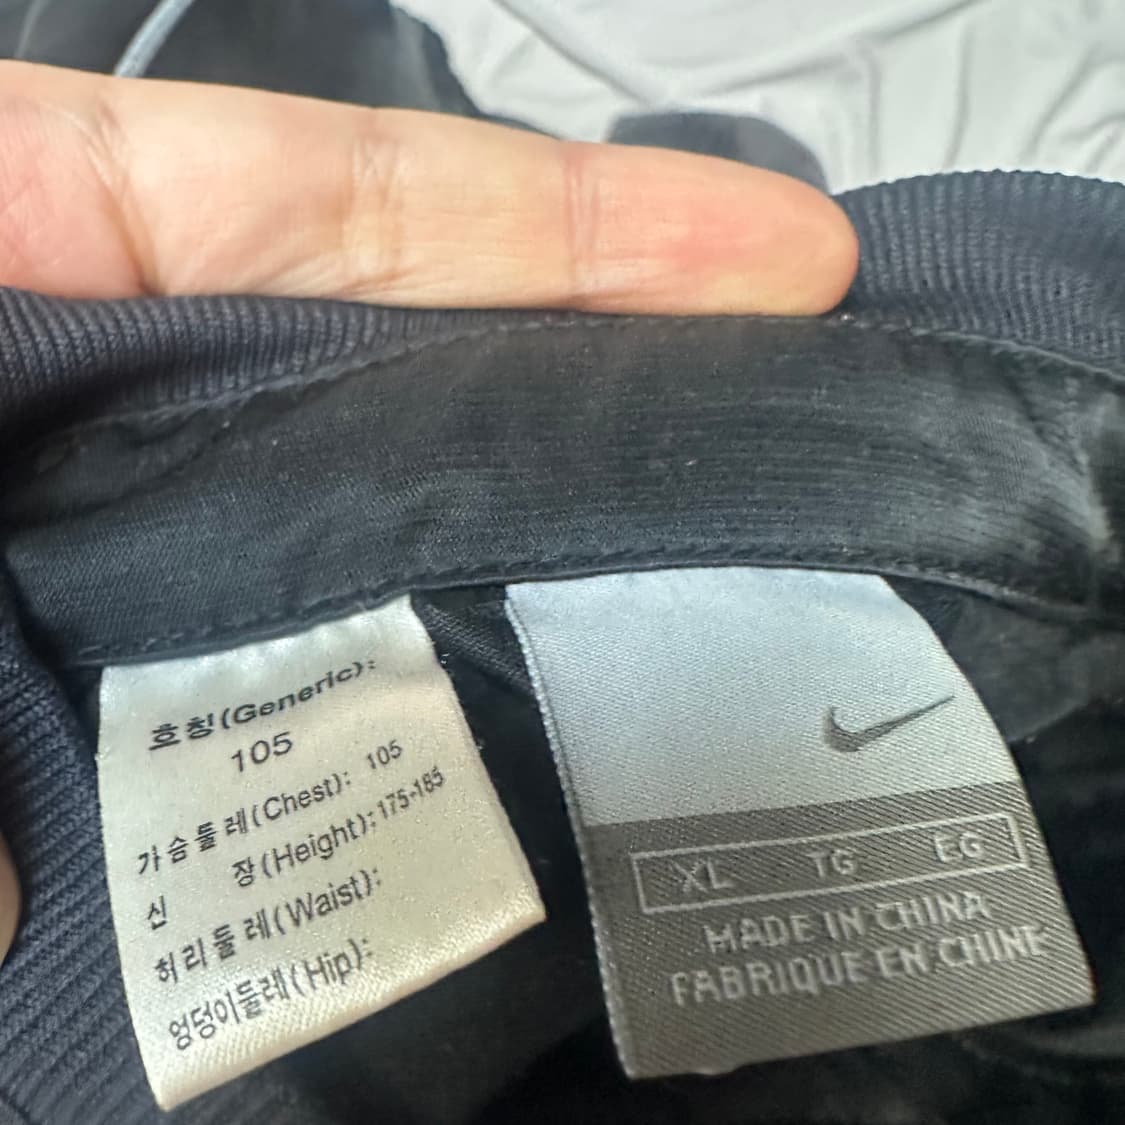 호칭(Generic):
105
가슴둘레(Chest): 105
신 장(Height): 175-185
허리둘레(Waist):
엉덩이둘레(Hip):
XL TG EG
MADE IN CHINA
FABRIQUE EN CHINE